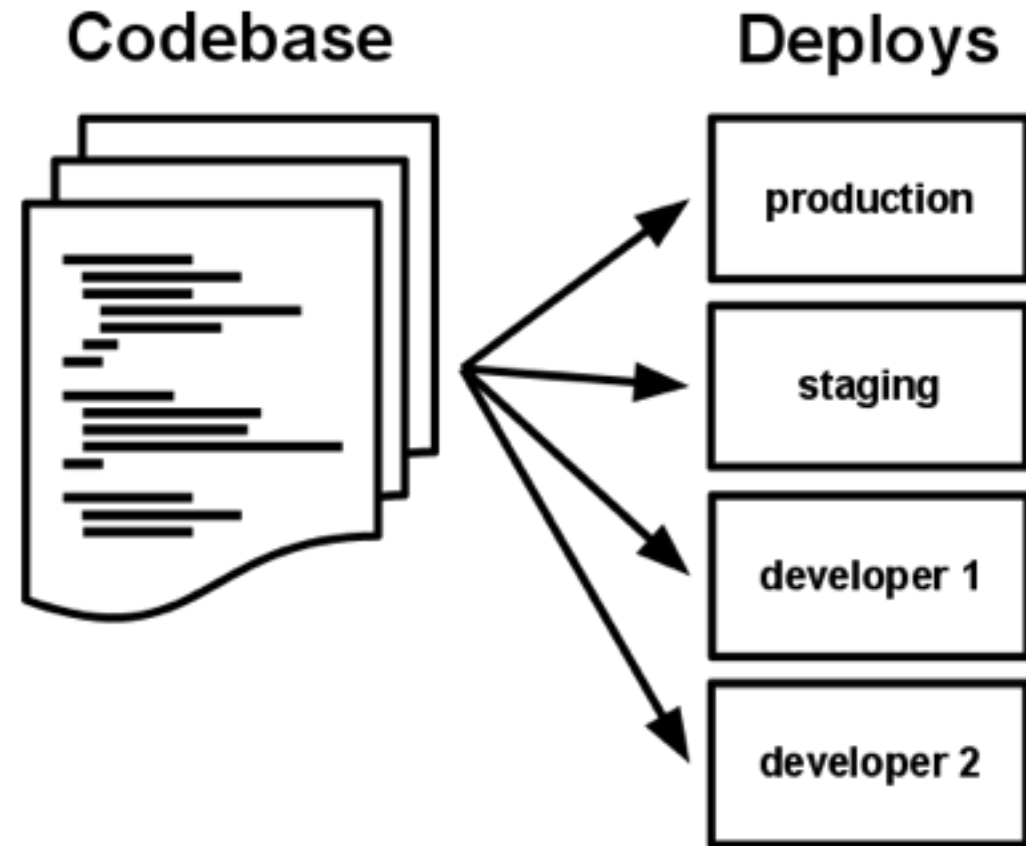 Codebase
Deploys
production
staging
developer 1
developer 2